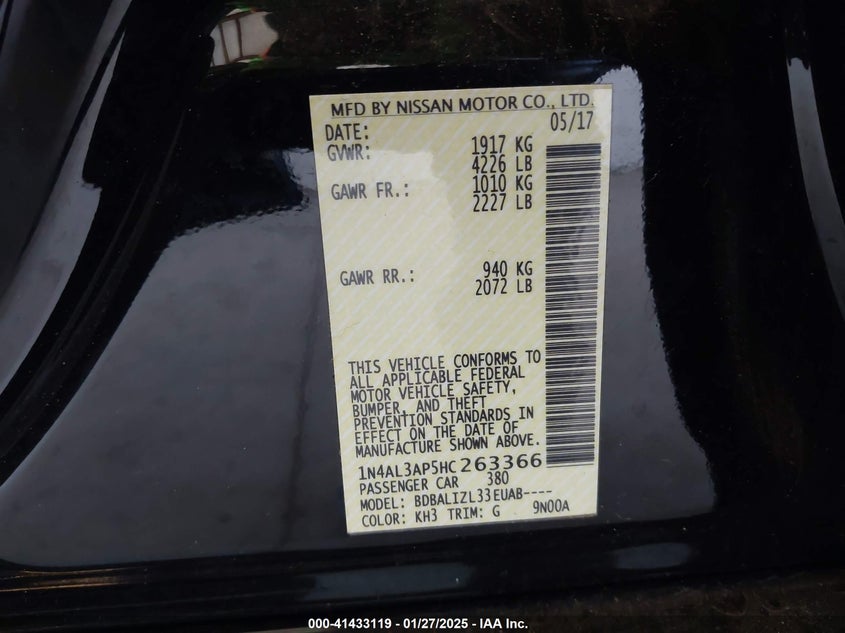 MFD BY NISSAN MOTOR CO., LTD.
DATE: 05/17
GVWR: 1917 KG
4226 LB
GAWR FR.: 1010 KG
2227 LB
GAWR RR.: 940 KG
2072 LB
THIS VEHICLE CONFORMS TO
ALL APPLICABLE FEDERAL
MOTOR VEHICLE SAFETY,
BUMPER, AND THEFT
PREVENTION STANDARDS IN
EFFECT ON THE DATE OF
MANUFACTURE SHOWN ABOVE.
1N4AL3AP5HC263366
PASSENGER CAR 380
MODEL: BDBALIZL33EUAB----
COLOR: KH3 TRIM: G 9N00A
000-41433119 - 01/27/2025 - IAA Inc.